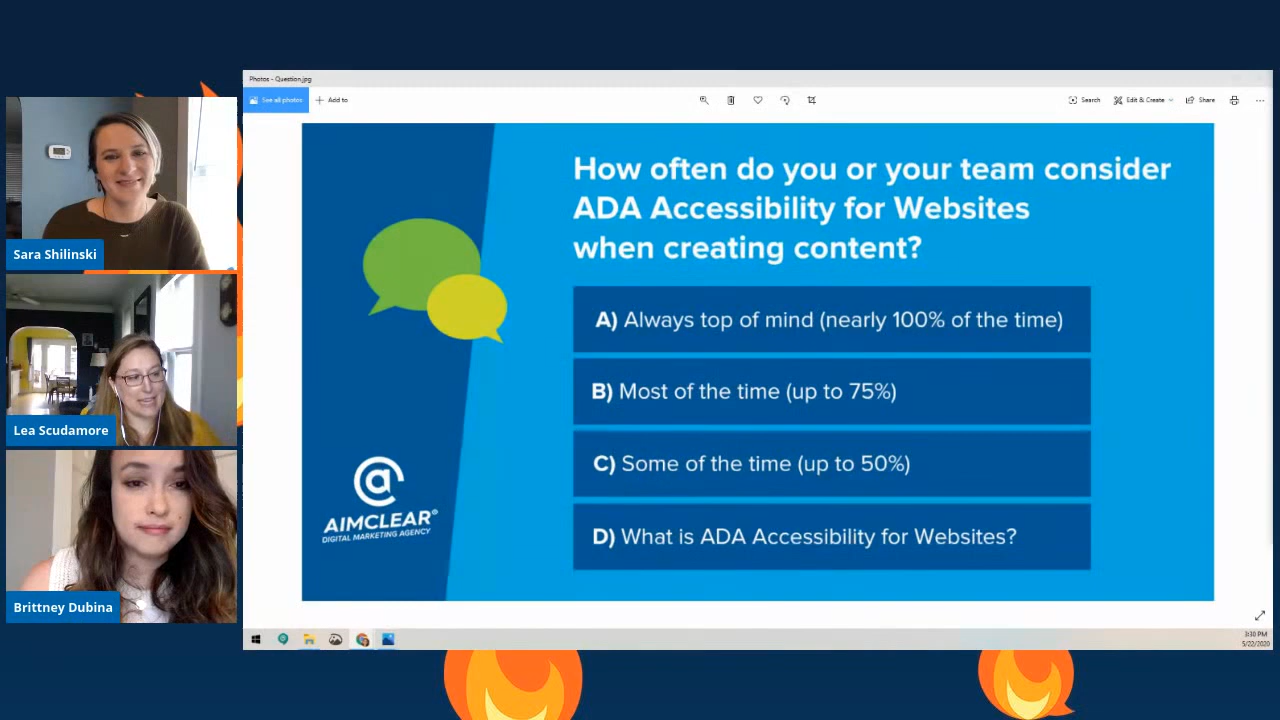 Photos - Question.jpg
See all photos
Add to
Search
Edit & Create
Share
Sara Shilinski
Lea Scudamore
Brittney Dubina
How often do you or your team consider
ADA Accessibility for Websites
when creating content?
A) Always top of mind (nearly 100% of the time)
B) Most of the time (up to 75%)
C) Some of the time (up to 50%)
D) What is ADA Accessibility for Websites?
@
AIMCLEAR®
DIGITAL MARKETING AGENCY
3:30 PM
5/22/2020